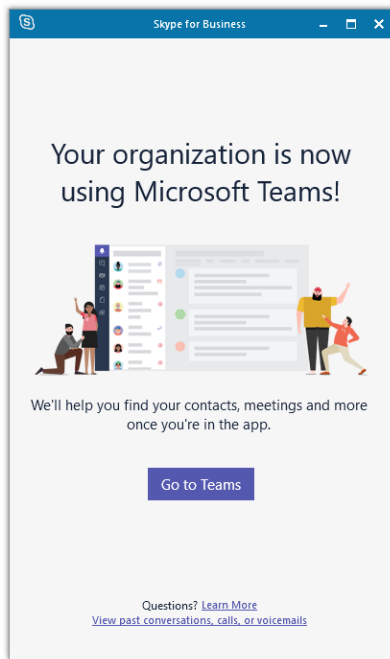 Skype for Business
Your organization is now
using Microsoft Teams!
We'll help you find your contacts, meetings and more
once you're in the app.
Go to Teams
Questions? Learn More
View past conversations, calls, or voicemails